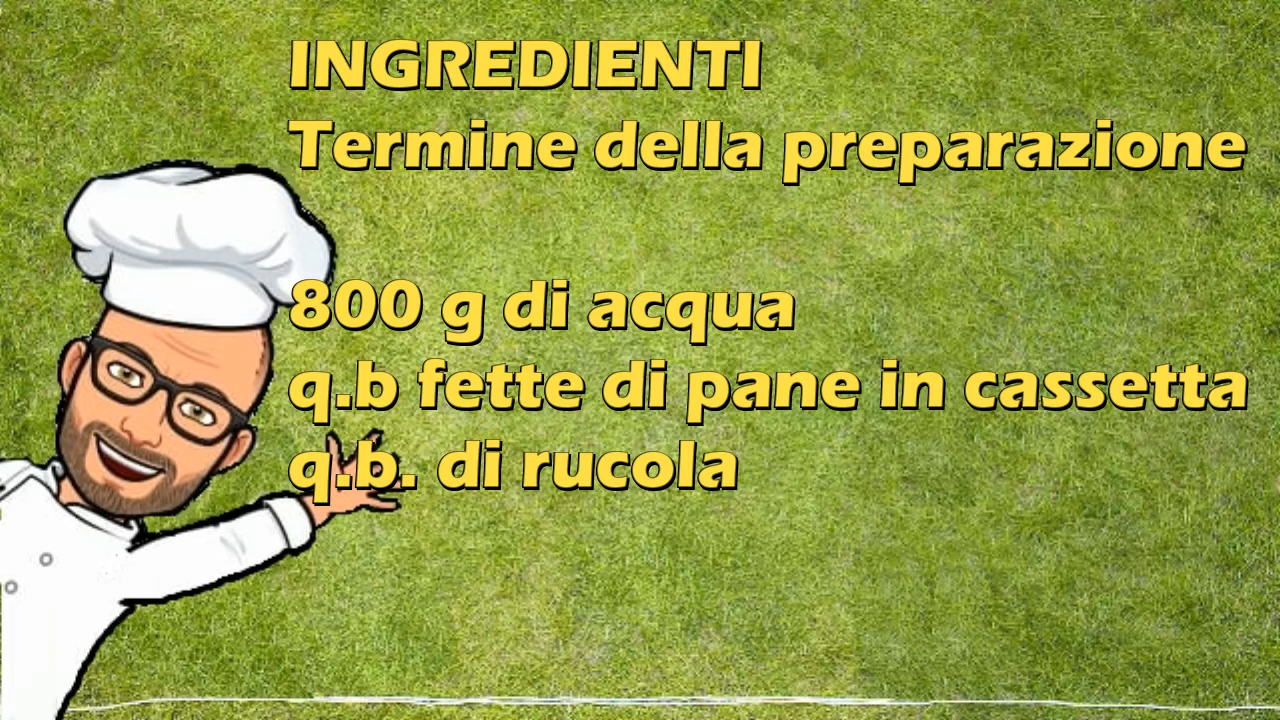 INGREDIENTI
Termine della preparazione
800 g di acqua
q.b fette di pane in cassetta
q.b. di rucola